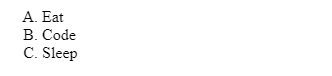 A. Eat
B. Code
C. Sleep